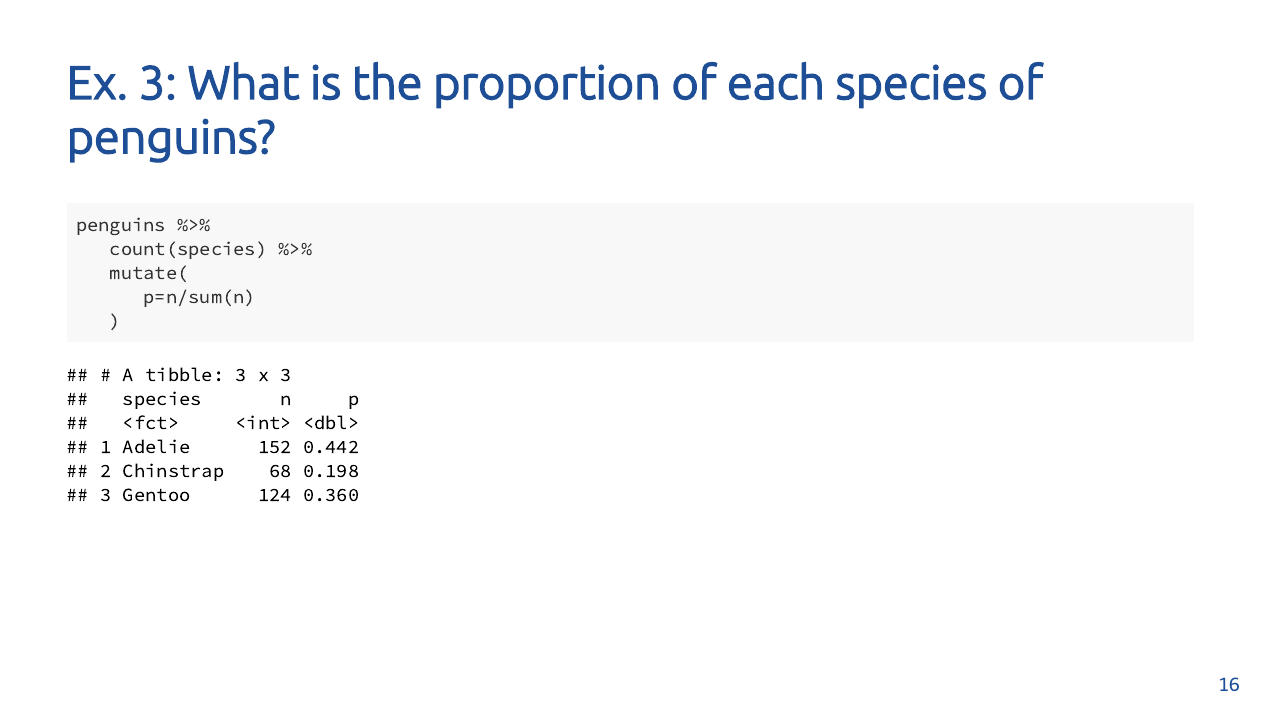 Ex. 3: What is the proportion of each species of
penguins?
penguins %>%
   count(species) %>%
   mutate(
      p=n/sum(n)
   )
## # A tibble: 3 x 3
##   species       n     p
##   <fct>     <int> <dbl>
## 1 Adelie      152 0.442
## 2 Chinstrap    68 0.198
## 3 Gentoo      124 0.360
16